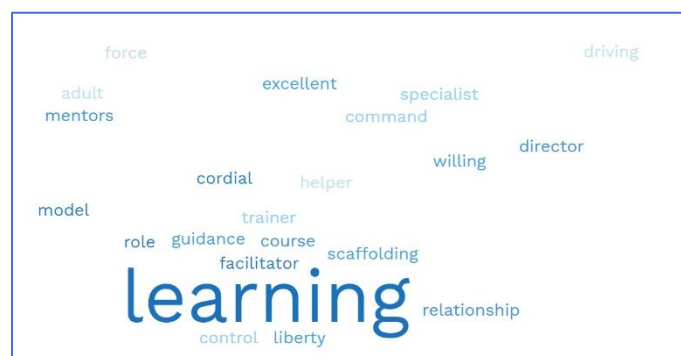 force
driving
excellent
adult
specialist
mentors
command
director
willing
cordial
helper
model
trainer
role
guidance
course
scaffolding
facilitator
learning
relationship
control
liberty